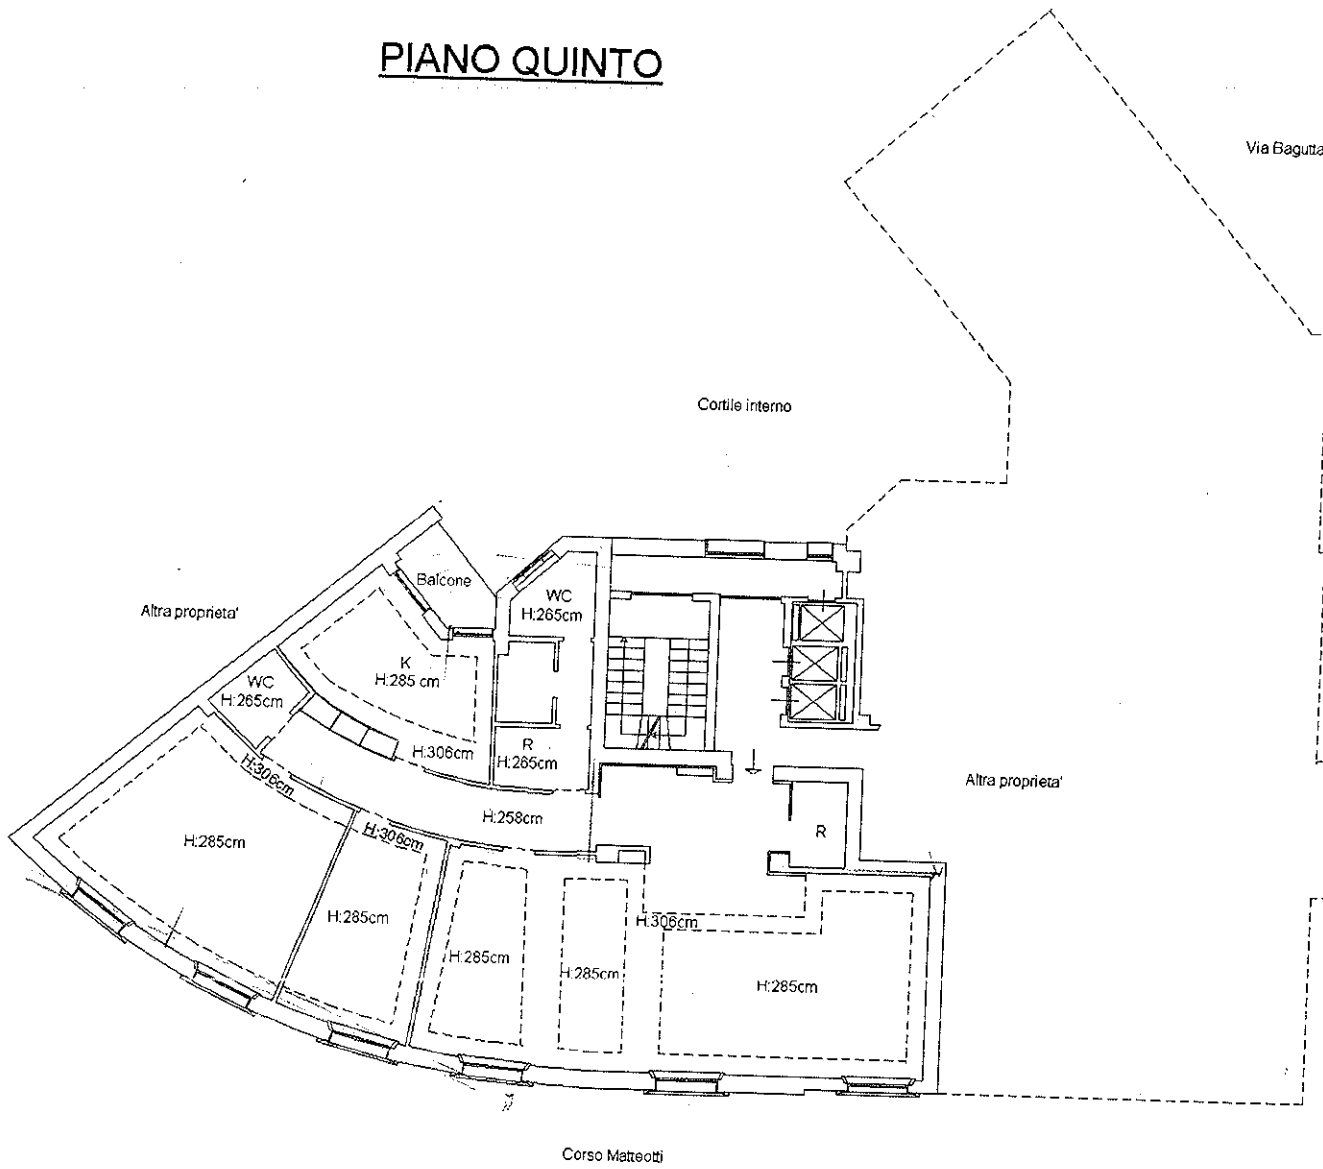 PIANO QUINTO
Via Bagutta
Cortile interno
Balcone
Altra proprieta'
WC
H:265cm
K
H:285 cm
WC
H:265cm
H:306cm
R
H:265cm
H:306cm
H:258cm
Altra proprieta'
H:306cm
H:285cm
R
H:285cm
H:306cm
H:285cm
H:285cm
H:285cm
Corso Matteotti